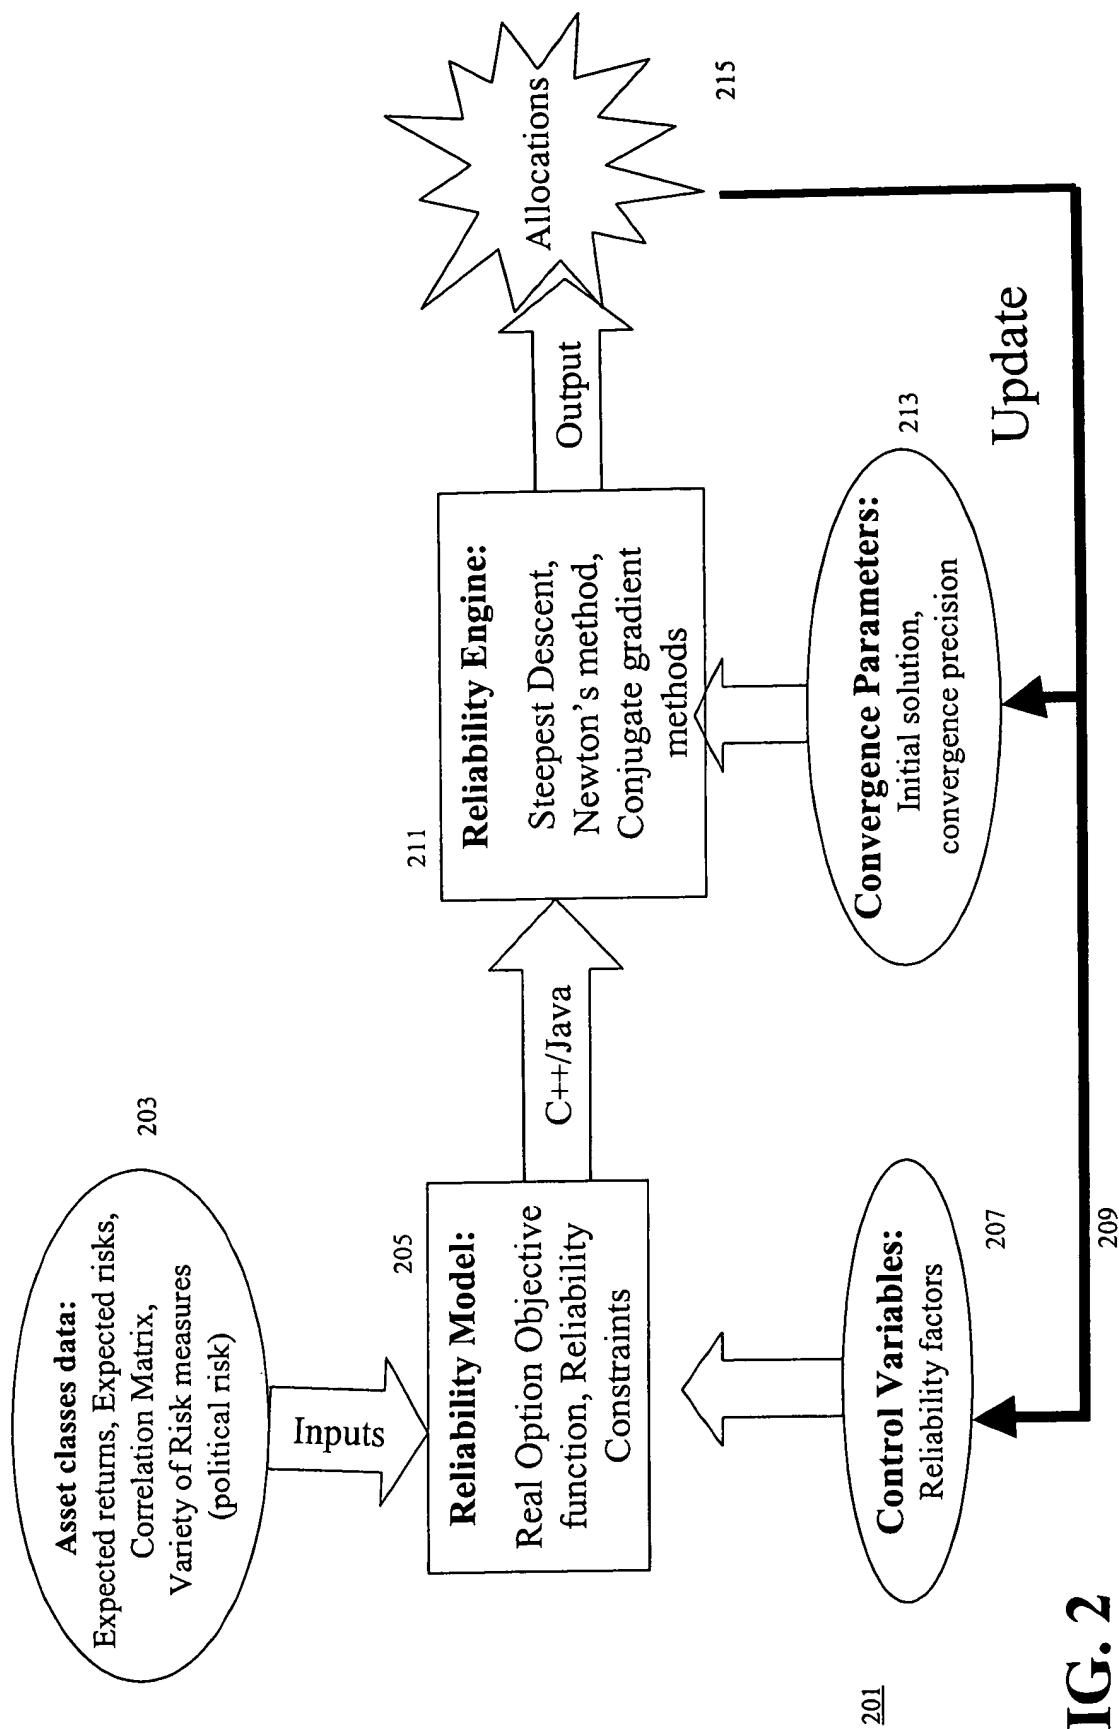 203
Asset classes data:
Expected returns, Expected risks,
Correlation Matrix,
Variety of Risk measures
(political risk)
Inputs
205
Reliability Model:
Real Option Objective
function, Reliability
Constraints
C++/Java
211
Reliability Engine:
Steepest Descent,
Newton's method,
Conjugate gradient
methods
Output
Allocations
215
Control Variables:
Reliability factors
207
Convergence Parameters:
Initial solution,
convergence precision
213
Update
209
201
IG. 2